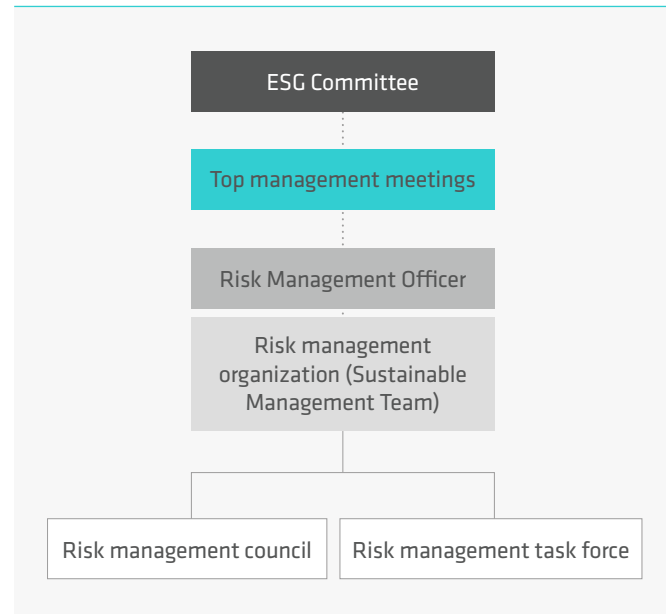 ESG Committee
Top management meetings
Risk Management Officer
Risk management
organization (Sustainable
Management Team)
Risk management council
Risk management task force